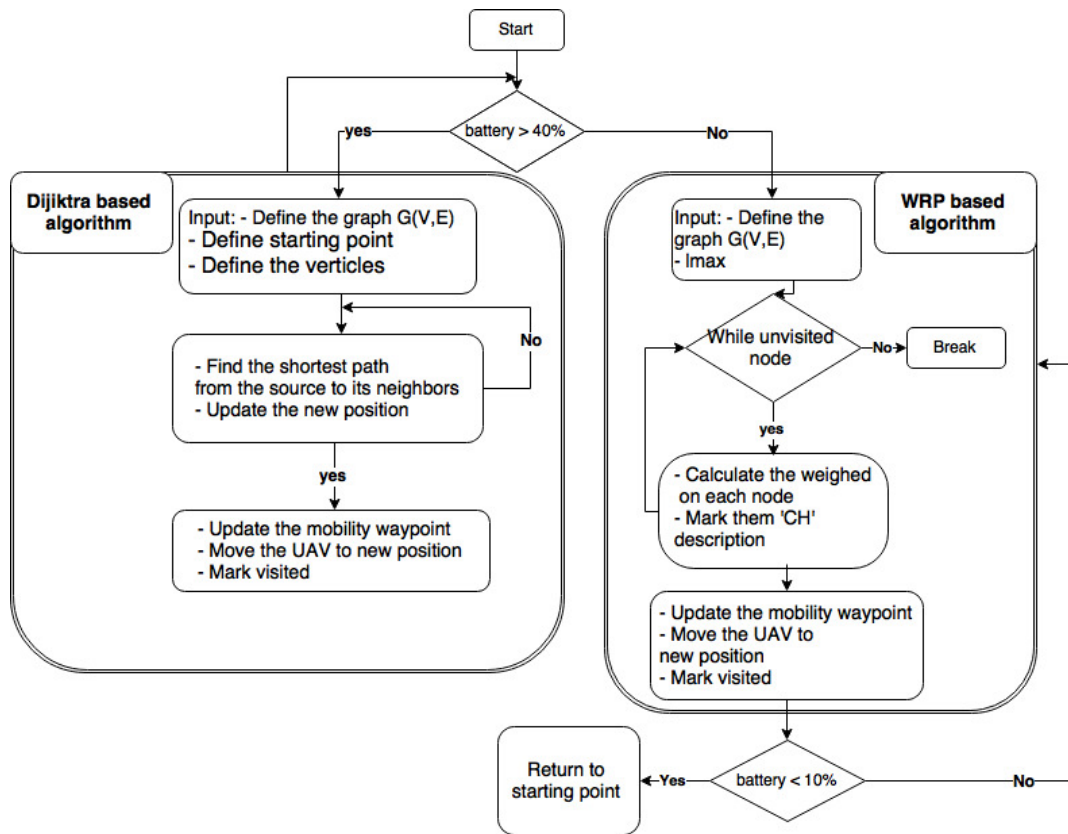 Start
battery > 40%
yes
No
Dijiktra based
algorithm
Input: - Define the graph G(V,E)
- Define starting point
- Define the verticles
No
- Find the shortest path
from the source to its neighbors
- Update the new position
yes
- Update the mobility waypoint
- Move the UAV to new position
- Mark visited
WRP based
algorithm
Input: - Define the
graph G(V,E)
- lmax
While unvisited
node
No
Break
yes
- Calculate the weighed
on each node
- Mark them 'CH'
description
- Update the mobility waypoint
- Move the UAV to
new position
- Mark visited
battery < 10%
Yes
No
Return to
starting point